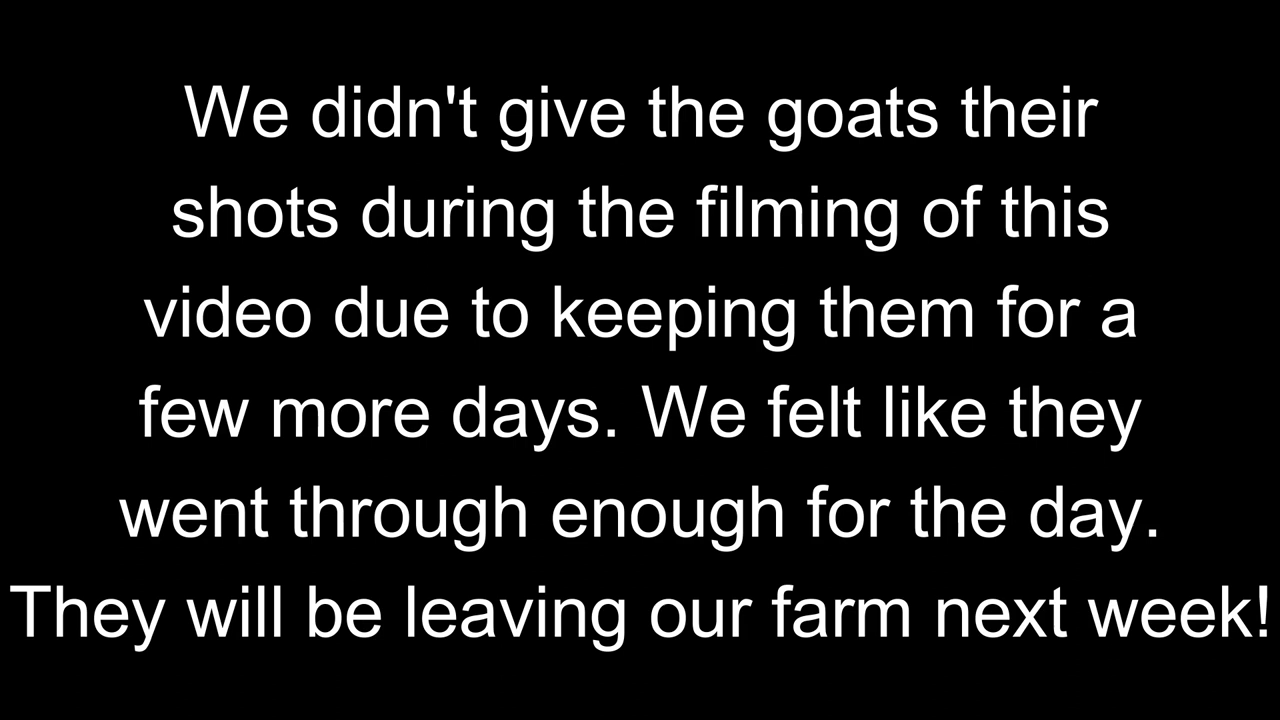 We didn't give the goats their
shots during the filming of this
video due to keeping them for a
few more days. We felt like they
went through enough for the day.
They will be leaving our farm next week!